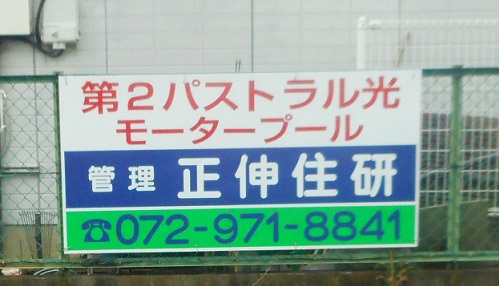 第2パストラル光
モータープール
管理 正伸住研
☎072-971-8841